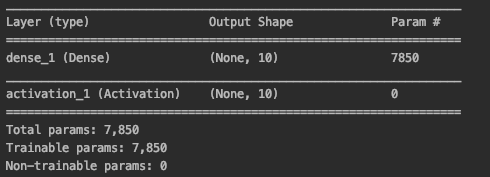 Layer (type) Output Shape Param #
dense_1 (Dense) (None, 10) 7850
activation_1 (Activation) (None, 10) 0
Total params: 7,850
Trainable params: 7,850
Non-trainable params: 0